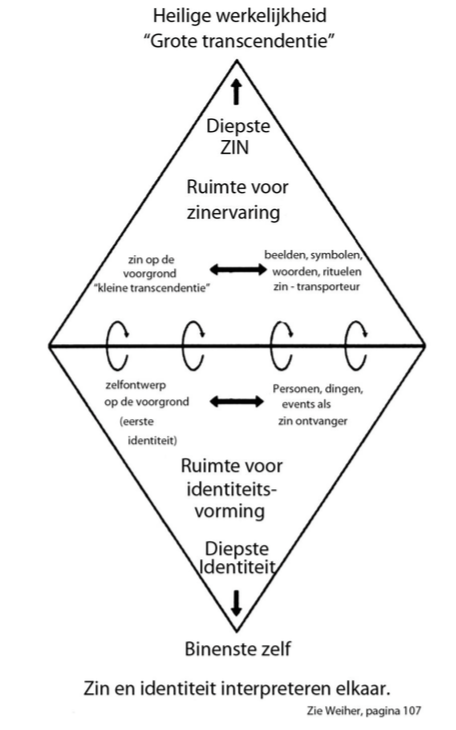 Heilige werkelijkheid
“Grote transcendentie”
Diepste
ZIN
Ruimte voor
zinervaring
zin op de
voorgrond
“kleine transcendentie”
beelden, symbolen,
woorden, rituelen
zin - transporteur
zelfontwerp
op de voorgrond
(eerste
identiteit)
Personen, dingen,
events als
zin ontvanger
Ruimte voor
identiteits-
vorming
Diepste
Identiteit
Binenste zelf
Zin en identiteit interpreteren elkaar.
Zie Weiher, pagina 107